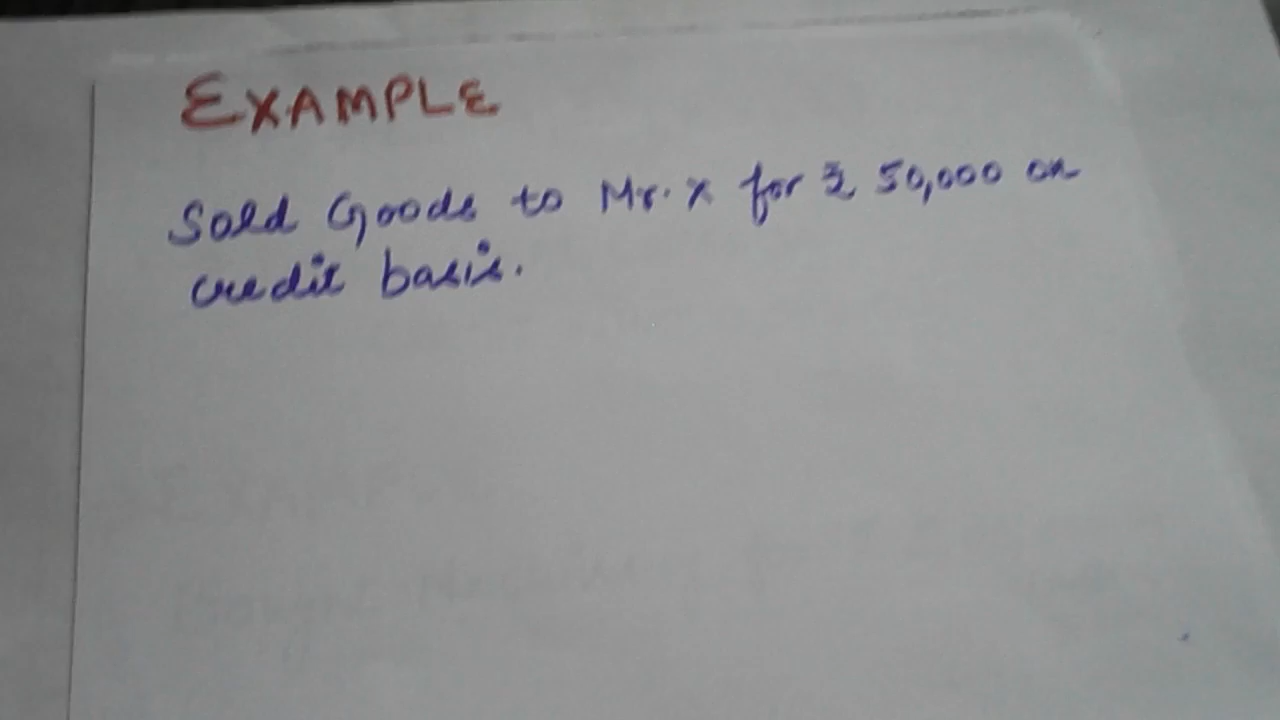 EXAMPLE
Sold Goods to Mr. X for ₹ 50,000 on
credit basis.